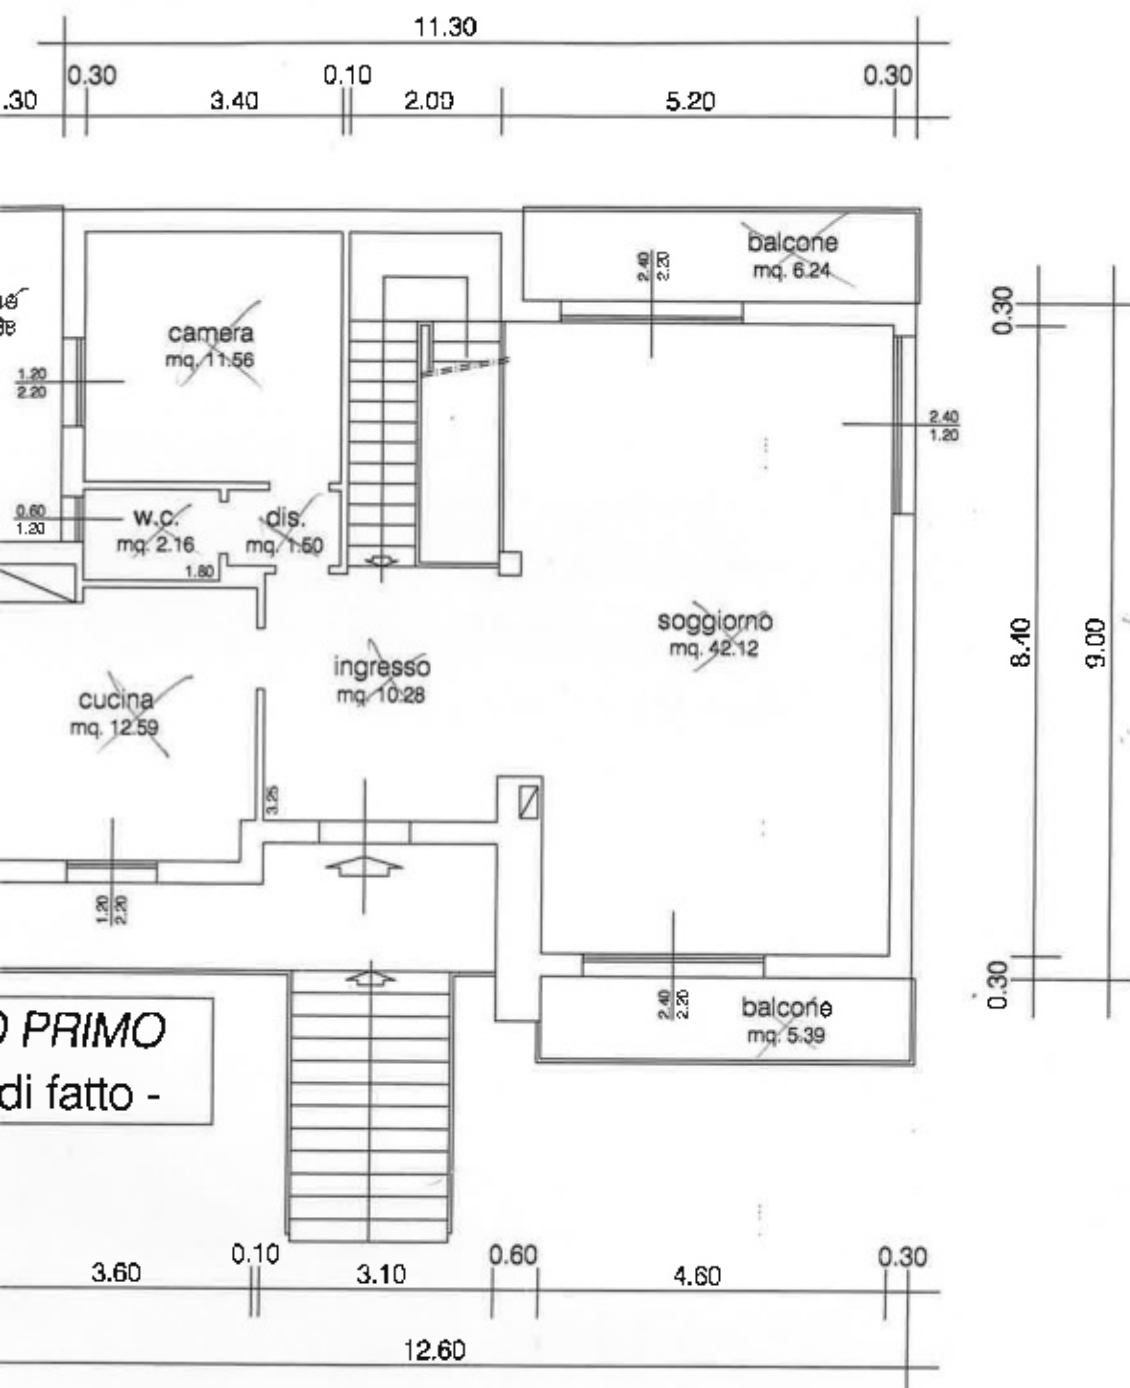 11.30
0.30 0.10 0.30
.30 3.40 2.00 5.20
balcone
mq. 6.24
2.40
2.20
0.30
camera
mq. 11.56
1.20
2.20
2.40
1.20
0.60
1.20
w.c.
mq. 2.16
1.80
dis.
mq. 1.50
soggiorno
mq. 42.12
8.40
9.00
ingresso
mq. 10.28
cucina
mq. 12.59
3.25
1.20
2.20
0.30
2.40
2.20
balcone
mq. 5.39
O PRIMO
di fatto -
0.10 0.60 0.30
3.60 3.10 4.60
12.60